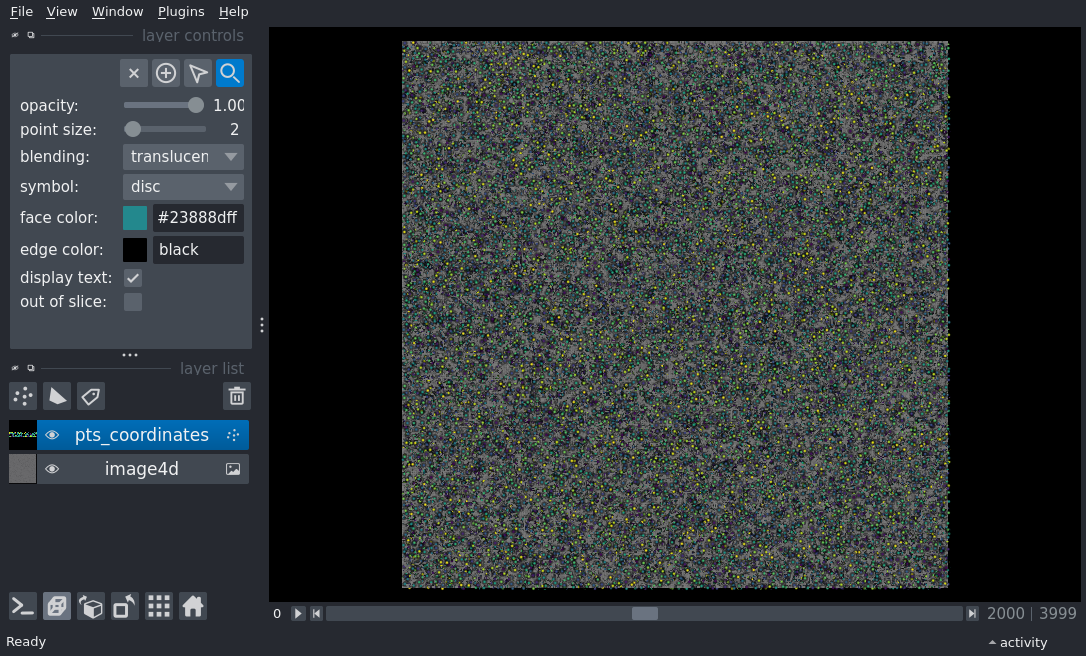 File View Window Plugins Help
layer controls
opacity: 1.00
point size: 2
blending: translucen
symbol: disc
face color: #23888dff
edge color: black
display text:
out of slice:
layer list
pts_coordinates
image4d
0 2000 | 3999
Ready
activity